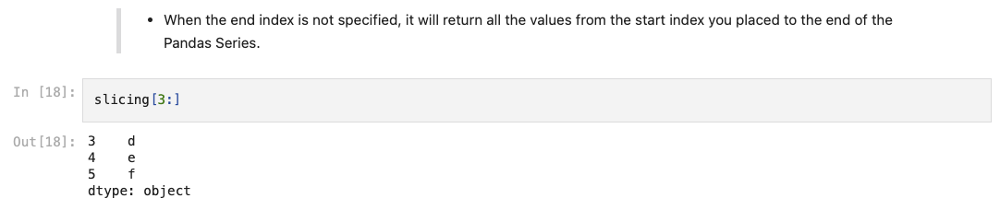 • When the end index is not specified, it will return all the values from the start index you placed to the end of the
Pandas Series.
In [18]: slicing[3:]
Out[18]: 3    d
4    e
5    f
dtype: object